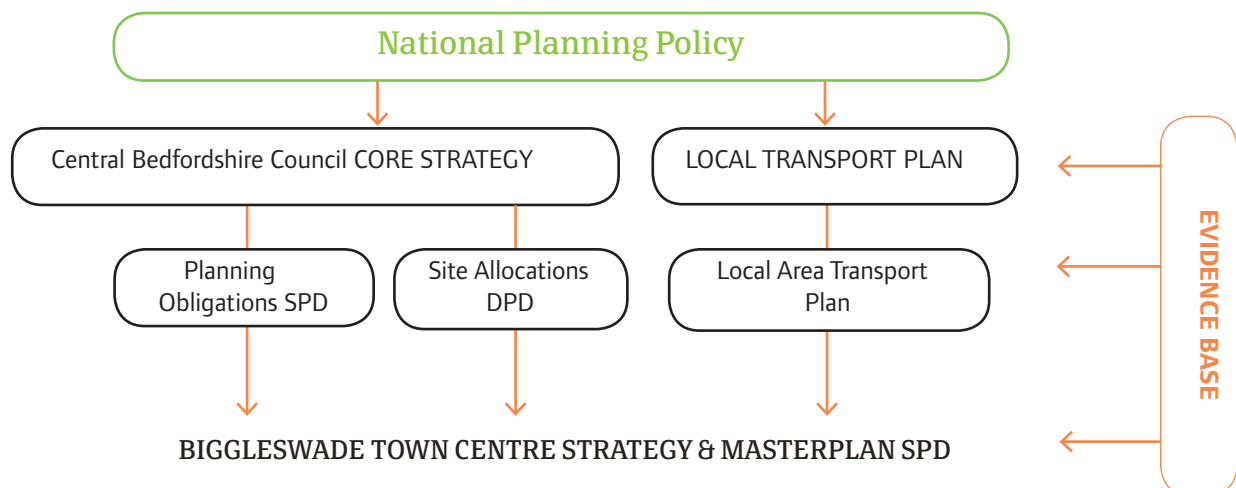 National Planning Policy
Central Bedfordshire Council CORE STRATEGY
LOCAL TRANSPORT PLAN
Planning
Obligations SPD
Site Allocations
DPD
Local Area Transport
Plan
BIGGLESWADE TOWN CENTRE STRATEGY & MASTERPLAN SPD
EVIDENCE BASE